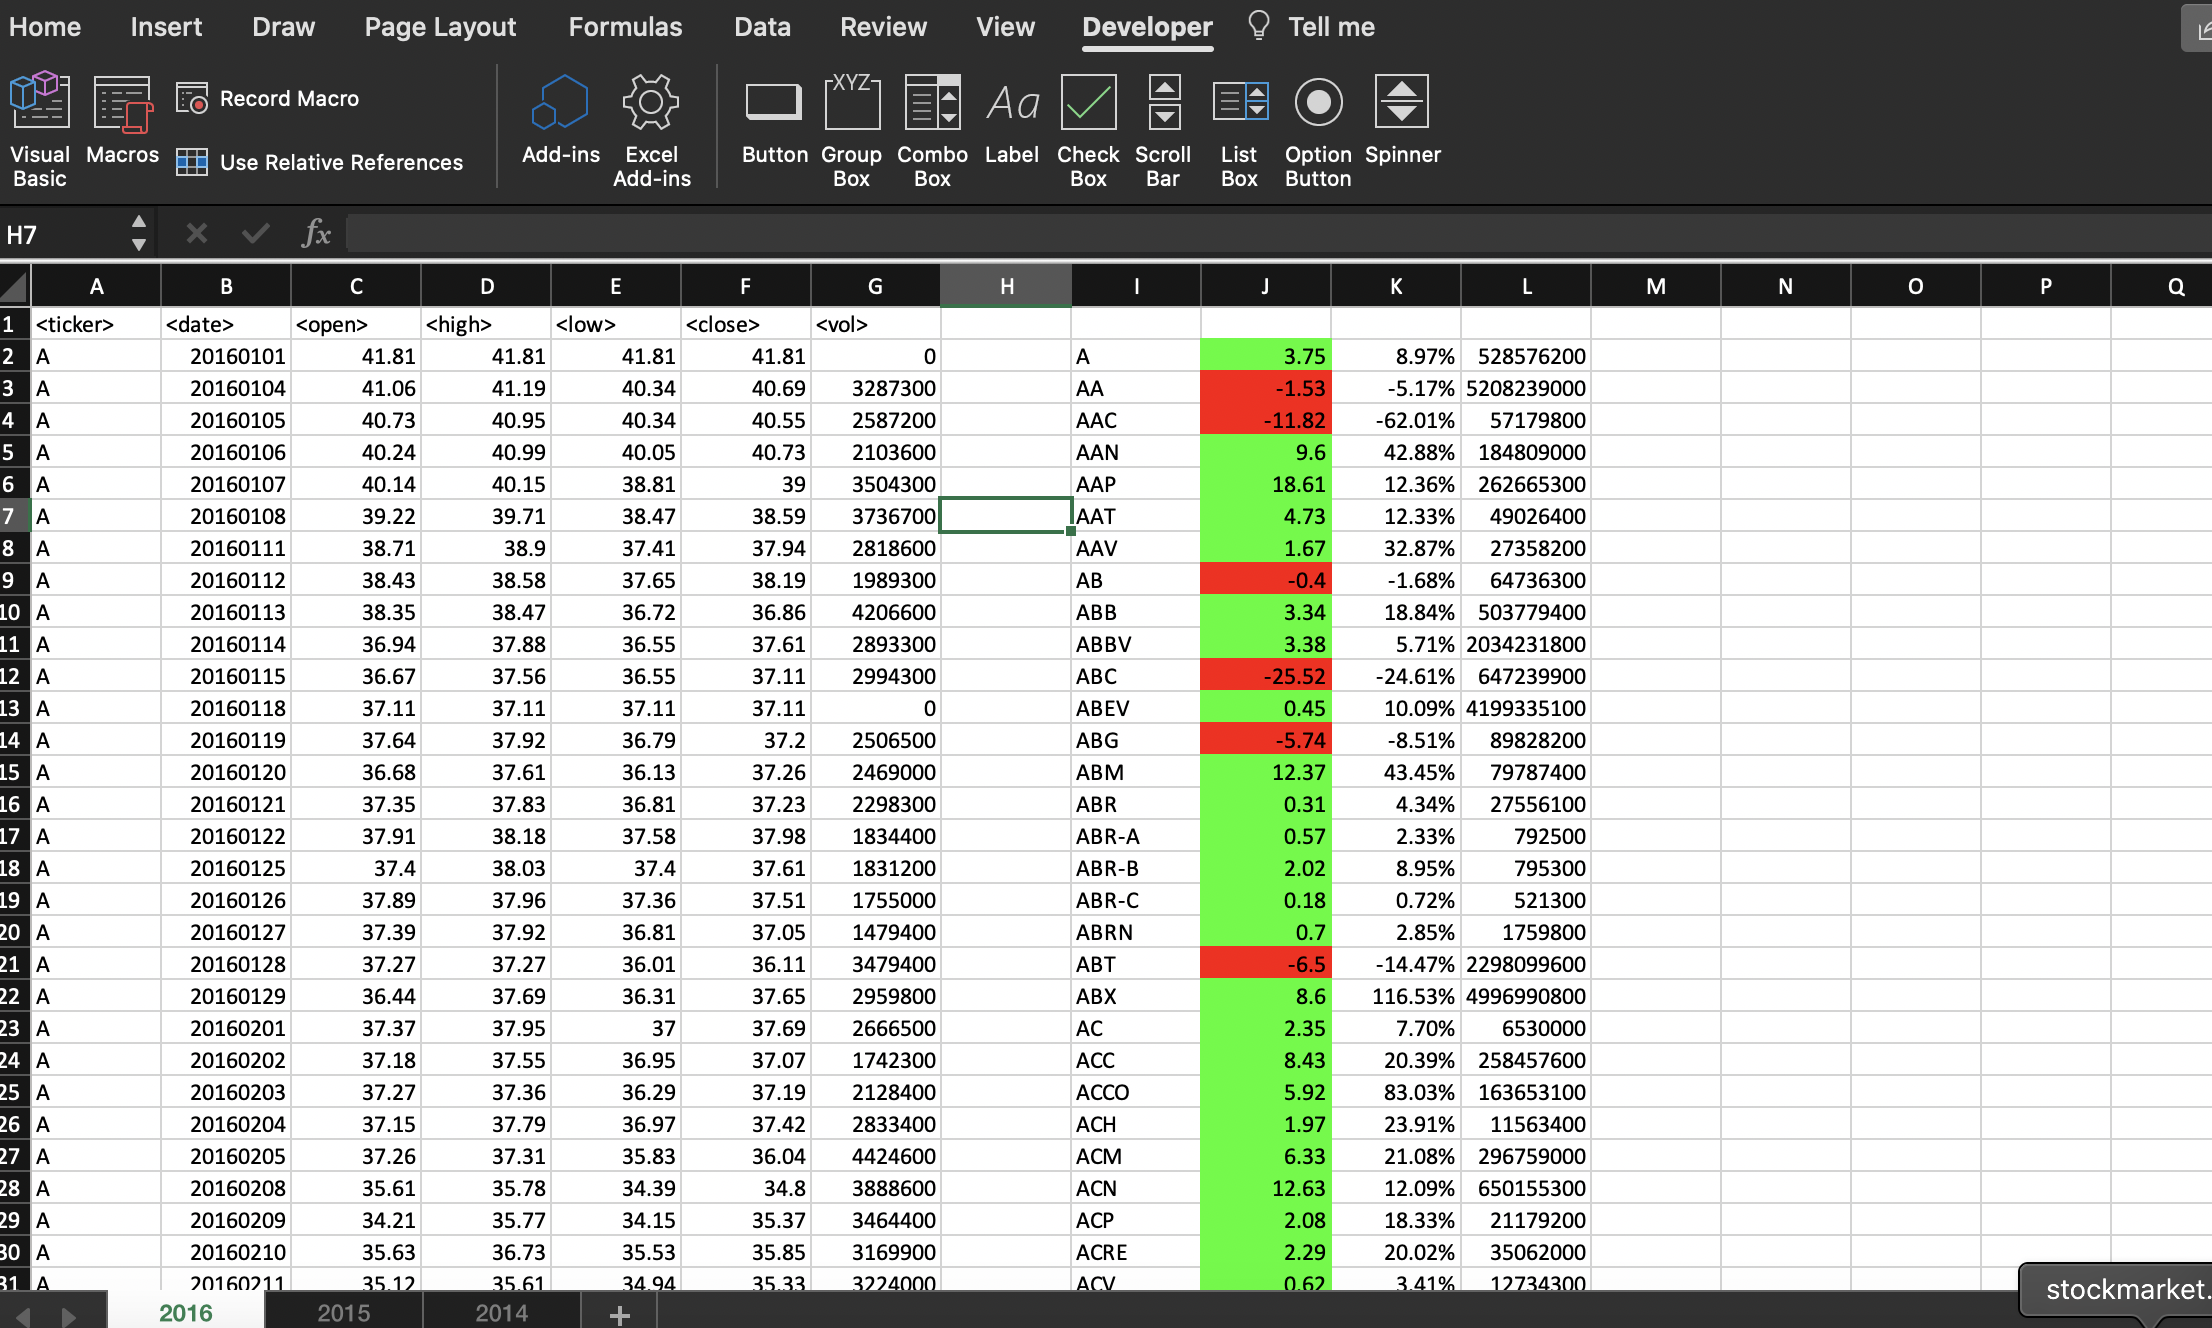 Home Insert Draw Page Layout Formulas Data Review View Developer Tell me
Visual Basic Macros Record Macro Use Relative References Add-ins Excel Add-ins Button Group Box Combo Box Label Check Box Scroll Bar List Box Option Button Spinner
XYZ Aa
H7 fx
A B C D E F G H I J K L M N O P Q
1 <ticker> <date> <open> <high> <low> <close> <vol>
2 A 20160101 41.81 41.81 41.81 41.81 0 A 3.75 8.97% 528576200
3 A 20160104 41.06 41.19 40.34 40.69 3287300 AA -1.53 -5.17% 5208239000
4 A 20160105 40.73 40.95 40.34 40.55 2587200 AAC -11.82 -62.01% 57179800
5 A 20160106 40.24 40.99 40.05 40.73 2103600 AAN 9.6 42.88% 184809000
6 A 20160107 40.14 40.15 38.81 39 3504300 AAP 18.61 12.36% 262665300
7 A 20160108 39.22 39.71 38.47 38.59 3736700 AAT 4.73 12.33% 49026400
8 A 20160111 38.71 38.9 37.41 37.94 2818600 AAV 1.67 32.87% 27358200
9 A 20160112 38.43 38.58 37.65 38.19 1989300 AB -0.4 -1.68% 64736300
10 A 20160113 38.35 38.47 36.72 36.86 4206600 ABB 3.34 18.84% 503779400
11 A 20160114 36.94 37.88 36.55 37.61 2893300 ABBV 3.38 5.71% 2034231800
12 A 20160115 36.67 37.56 36.55 37.11 2994300 ABC -25.52 -24.61% 647239900
13 A 20160118 37.11 37.11 37.11 37.11 0 ABEV 0.45 10.09% 4199335100
14 A 20160119 37.64 37.92 36.79 37.2 2506500 ABG -5.74 -8.51% 89828200
15 A 20160120 36.68 37.61 36.13 37.26 2469000 ABM 12.37 43.45% 79787400
16 A 20160121 37.35 37.83 36.81 37.23 2298300 ABR 0.31 4.34% 27556100
17 A 20160122 37.91 38.18 37.58 37.98 1834400 ABR-A 0.57 2.33% 792500
18 A 20160125 37.4 38.03 37.4 37.61 1831200 ABR-B 2.02 8.95% 795300
19 A 20160126 37.89 37.96 37.36 37.51 1755000 ABR-C 0.18 0.72% 521300
20 A 20160127 37.39 37.92 36.81 37.05 1479400 ABRN 0.7 2.85% 1759800
21 A 20160128 37.27 37.27 36.01 36.11 3479400 ABT -6.5 -14.47% 2298099600
22 A 20160129 36.44 37.69 36.31 37.65 2959800 ABX 8.6 116.53% 4996990800
23 A 20160201 37.37 37.95 37 37.69 2666500 AC 2.35 7.70% 6530000
24 A 20160202 37.18 37.55 36.95 37.07 1742300 ACC 8.43 20.39% 258457600
25 A 20160203 37.27 37.36 36.29 37.19 2128400 ACCO 5.92 83.03% 163653100
26 A 20160204 37.15 37.79 36.97 37.42 2833400 ACH 1.97 23.91% 11563400
27 A 20160205 37.26 37.31 35.83 36.04 4424600 ACM 6.33 21.08% 296759000
28 A 20160208 35.61 35.78 34.39 34.8 3888600 ACN 12.63 12.09% 650155300
29 A 20160209 34.21 35.77 34.15 35.37 3464400 ACP 2.08 18.33% 21179200
30 A 20160210 35.63 36.73 35.53 35.85 3169900 ACRE 2.29 20.02% 35062000
31 A 20160211 35.12 35.61 34.94 35.33 3224000 ACV 0.62 3.41% 12734300
stockmarket.
2016 2015 2014 +